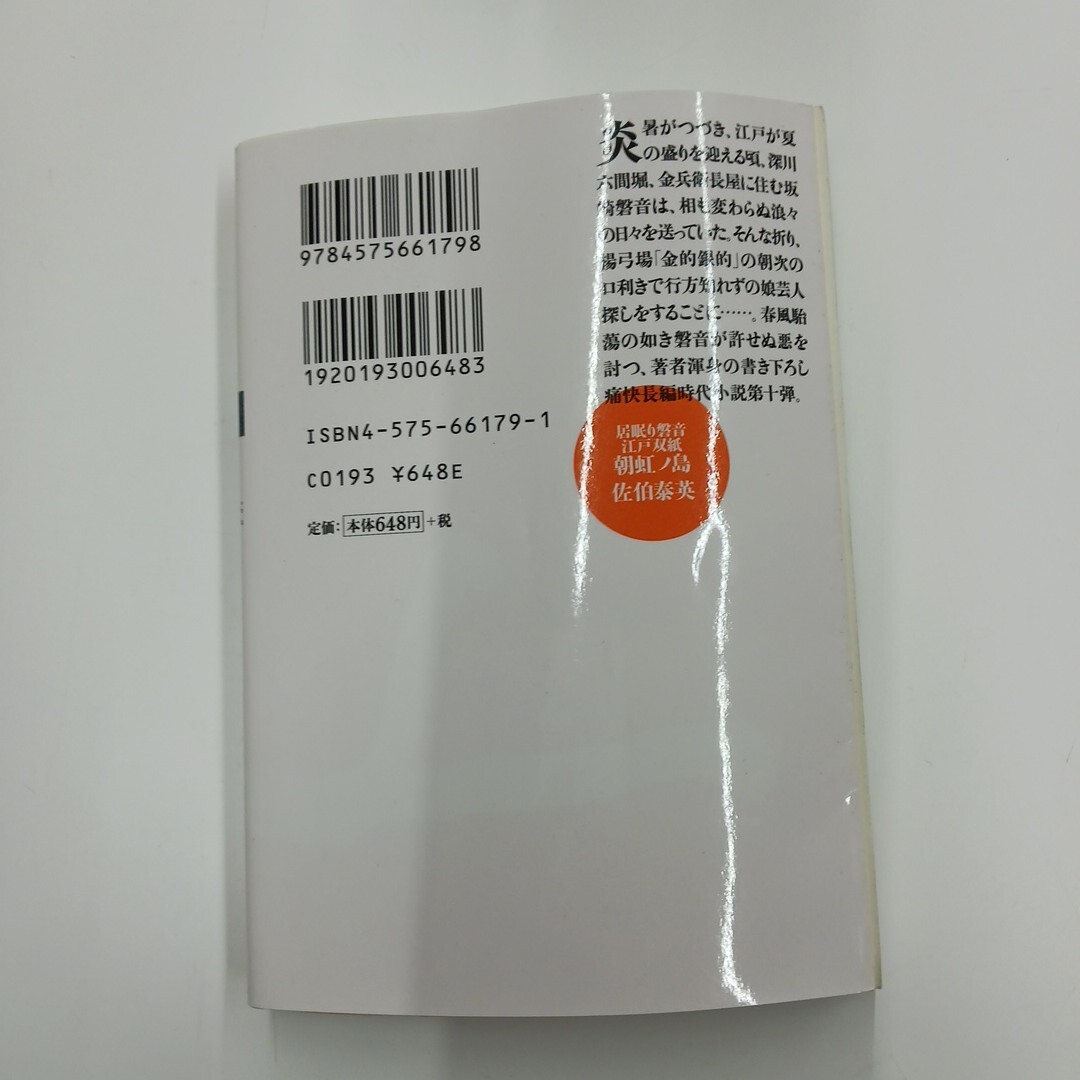 9784575661798
1920193006483
ISBN4-575-66179-1
C0193 ¥648E
定価:本体648円+税
炎暑がつづき、江戸が夏
の盛りを迎える頃、深川
六間堀、金兵衛長屋に住む坂
崎磐音は、相も変わらぬ浪々
の日々を送っていた。そんな折り、
楊弓場「金的銀的」の朝次の
口利きで行方知れずの娘芸人
探しをすることに……。春風駘
蕩の如き磐音が許せぬ悪を
討つ、著者渾身の書き下ろし
痛快長編時代小説第十弾。
居眠り磐音
江戸双紙
朝虹ノ島
佐伯泰英